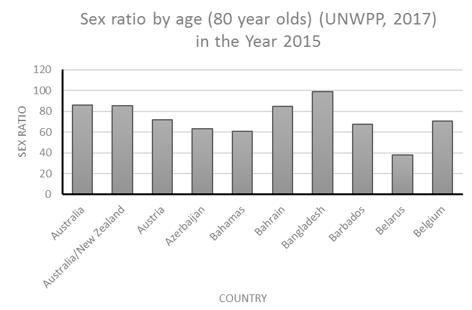 Sex ratio by age (80 year olds) (UNWPP, 2017)
in the Year 2015
SEX RATIO
120
100
80
60
40
20
0
Australia
Australia/New Zealand
Austria
Azerbaijan
Bahamas
Bahrain
Bangladesh
Barbados
Belarus
Belgium
COUNTRY